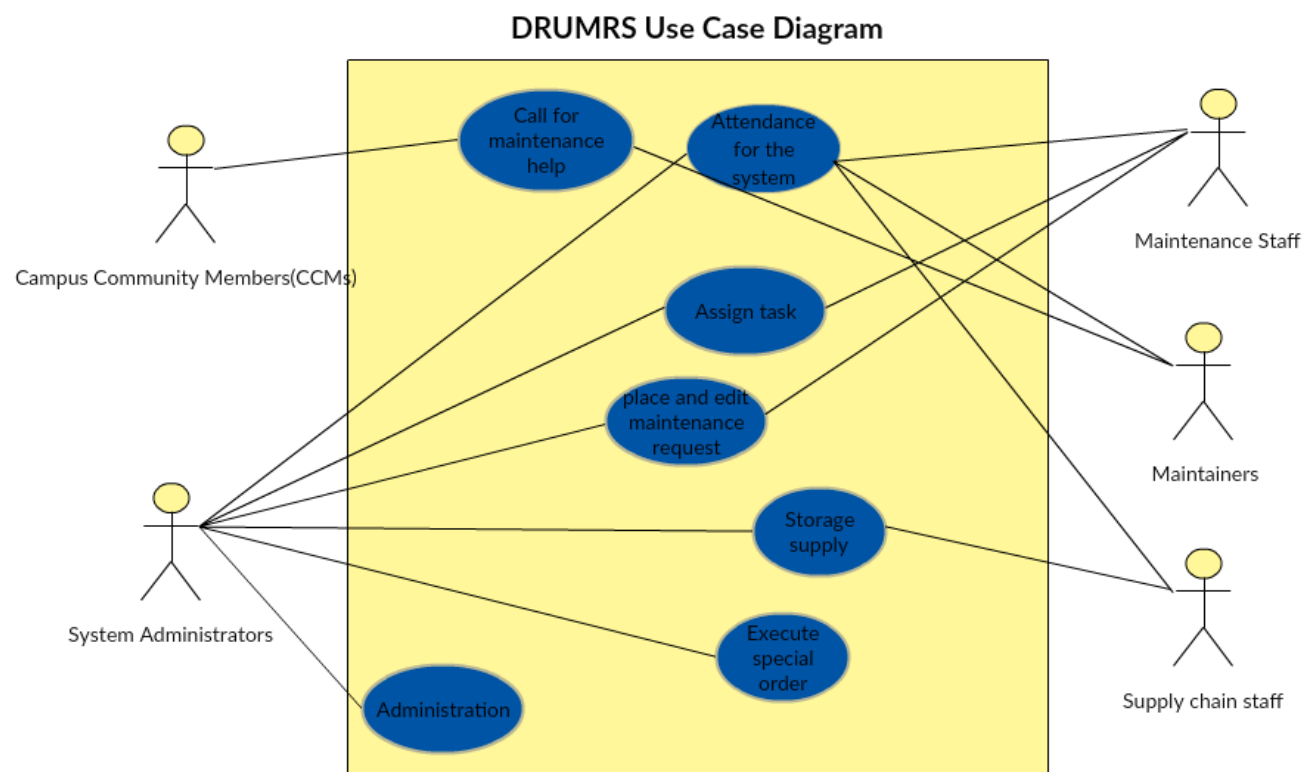 DRUMRS Use Case Diagram
Call for
maintenance
help
Attendance
for the
system
Maintenance Staff
Campus Community Members(CCMs)
Assign task
place and edit
maintenance
request
Maintainers
Storage
supply
System Administrators
Execute
special
order
Supply chain staff
Administration